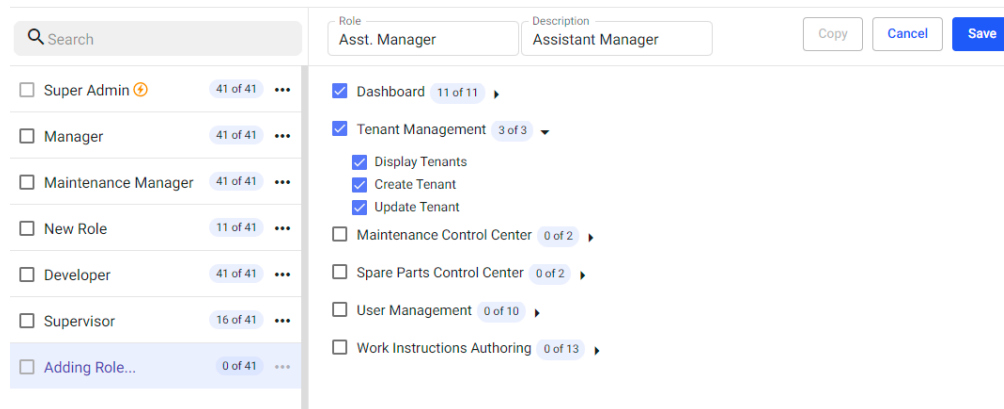 Search
Role
Asst. Manager
Description
Assistant Manager
Copy
Cancel
Save
Super Admin 41 of 41
Manager 41 of 41
Maintenance Manager 41 of 41
New Role 11 of 41
Developer 41 of 41
Supervisor 16 of 41
Adding Role... 0 of 41
Dashboard 11 of 11
Tenant Management 3 of 3
Display Tenants
Create Tenant
Update Tenant
Maintenance Control Center 0 of 2
Spare Parts Control Center 0 of 2
User Management 0 of 10
Work Instructions Authoring 0 of 13